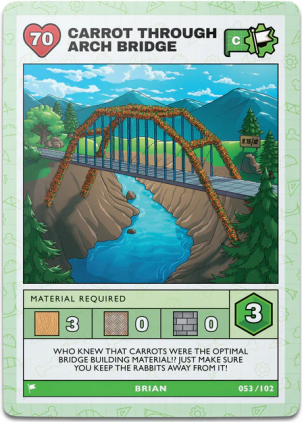 70
CARROT THROUGH
ARCH BRIDGE
C
MATERIAL REQUIRED
3
0
0
3
WHO KNEW THAT CARROTS WERE THE OPTIMAL
BRIDGE BUILDING MATERIAL!? JUST MAKE SURE
YOU KEEP THE RABBITS AWAY FROM IT!
BRIAN
053/102